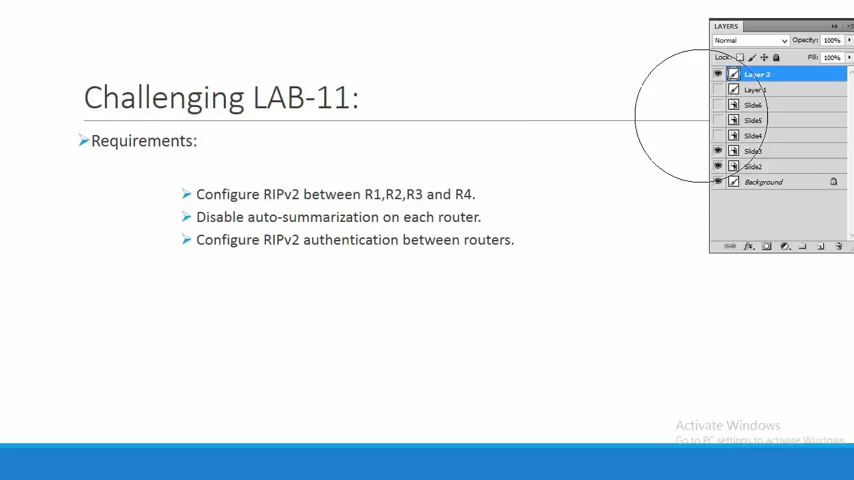 Challenging LAB-11:
Requirements:
Configure RIPv2 between R1,R2,R3 and R4.
Disable auto-summarization on each router.
Configure RIPv2 authentication between routers.
LAYERS
Normal
Opacity: 100%
Lock:
Fill: 100%
Layer 2
Layer 1
Slide6
Slide5
Slide4
Slide3
Slide2
Background
fx
Activate Windows
Go to PC settings to activate Windows.